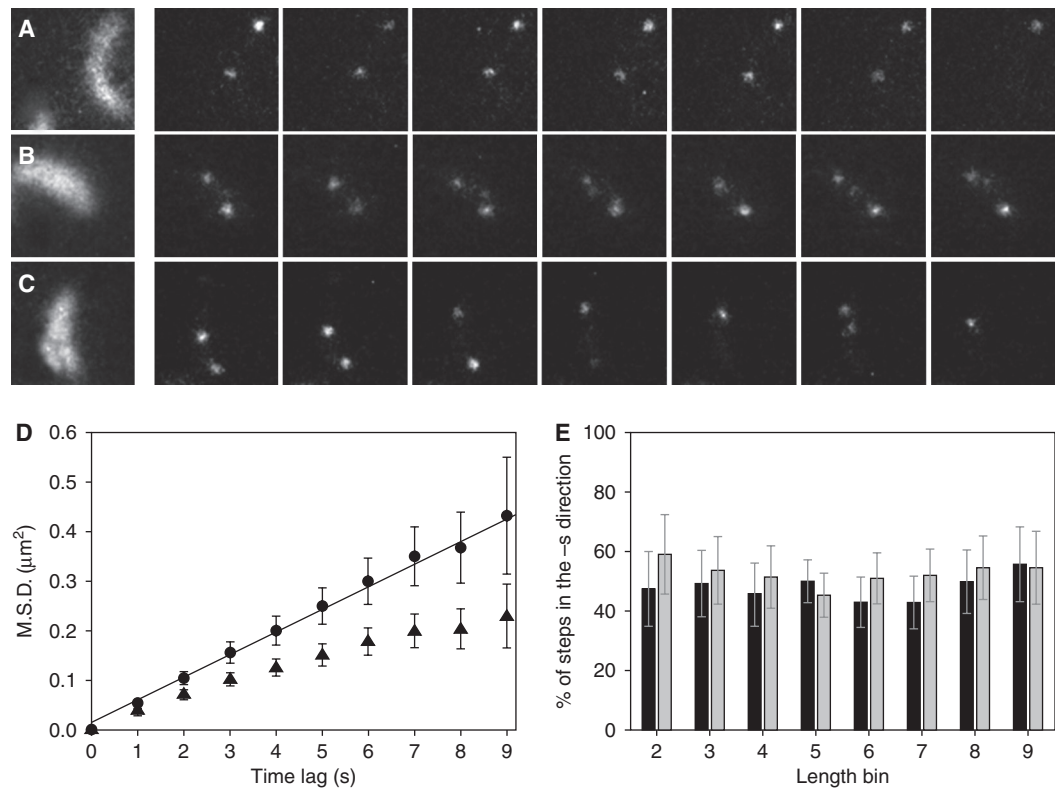 A
B
C
D
0.6
0.5
0.4
0.3
0.2
0.1
0.0
M.S.D. (μm²)
0 1 2 3 4 5 6 7 8 9
Time lag (s)
E
100
80
60
40
20
0
% of steps in the –s direction
2 3 4 5 6 7 8 9
Length bin